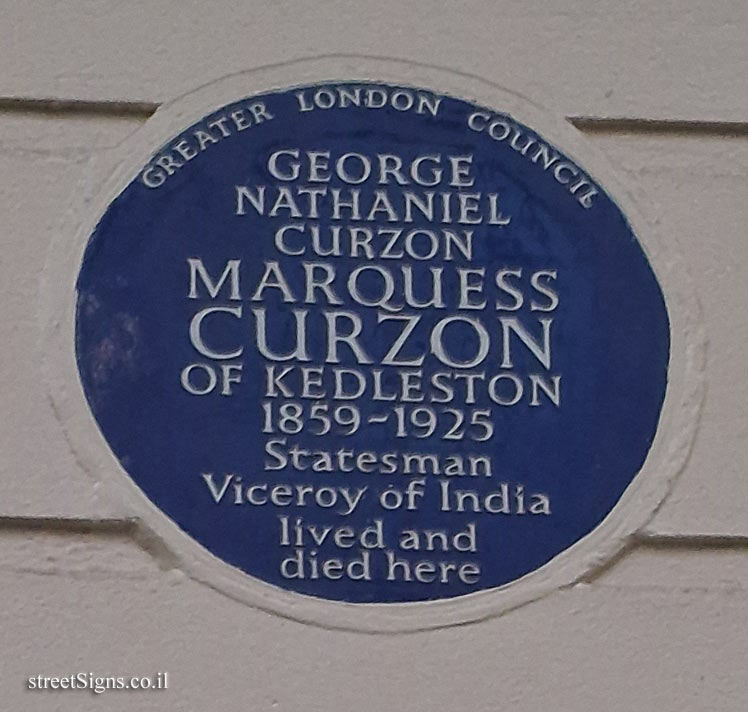 GREATER LONDON COUNCIL
GEORGE
NATHANIEL
CURZON
MARQUESS
CURZON
OF KEDLESTON
1859~1925
Statesman
Viceroy of India
lived and
died here
streetSigns.co.il